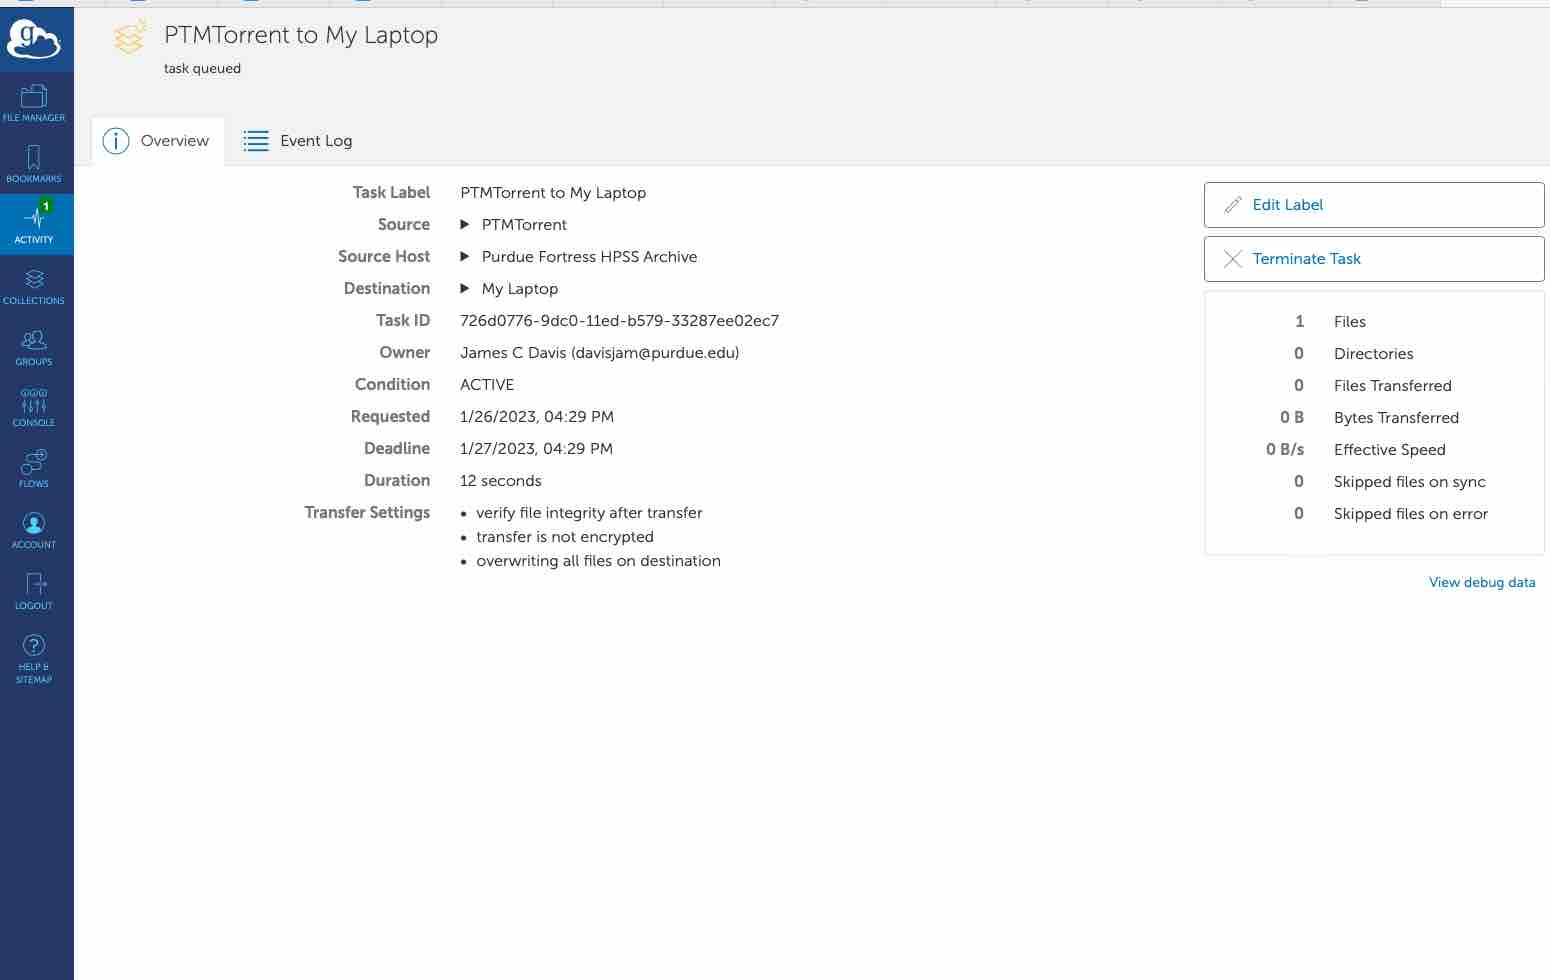 PTMTorrent to My Laptop
task queued
FILE MANAGER
BOOKMARKS
1
ACTIVITY
COLLECTIONS
GROUPS
CONSOLE
FLOWS
ACCOUNT
LOGOUT
HELP &
SITEMAP
Overview
Event Log
Task Label PTMTorrent to My Laptop
Source PTMTorrent
Source Host Purdue Fortress HPSS Archive
Destination My Laptop
Task ID 726d0776-9dc0-11ed-b579-33287ee02ec7
Owner James C Davis (davisjam@purdue.edu)
Condition ACTIVE
Requested 1/26/2023, 04:29 PM
Deadline 1/27/2023, 04:29 PM
Duration 12 seconds
Transfer Settings • verify file integrity after transfer
• transfer is not encrypted
• overwriting all files on destination
Edit Label
Terminate Task
1 Files
0 Directories
0 Files Transferred
0 B Bytes Transferred
0 B/s Effective Speed
0 Skipped files on sync
0 Skipped files on error
View debug data